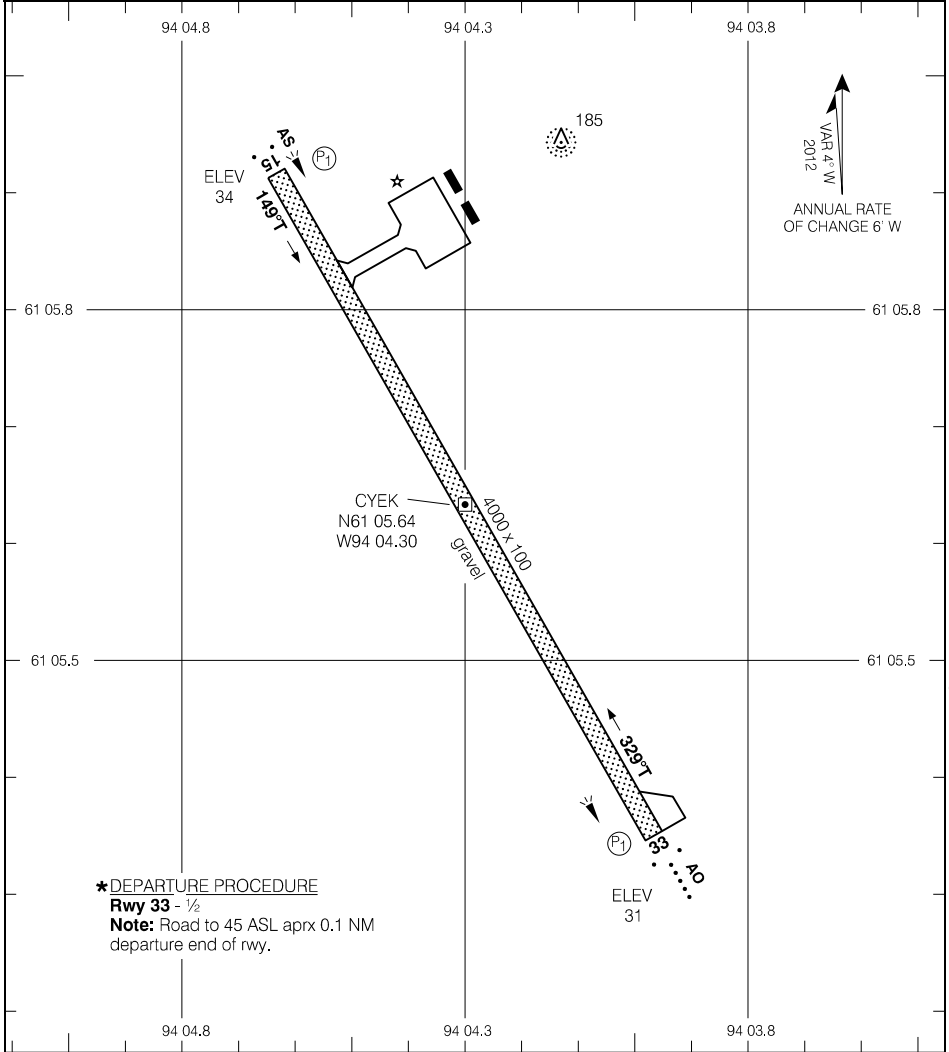 94 04.8
94 04.3
94 03.8
185
VAR 4° W
2012
ANNUAL RATE
OF CHANGE 6' W
AS
P1
15
ELEV
34
149°T
61 05.8
61 05.8
CYEK
N61 05.64
W94 04.30
4000 x 100
gravel
61 05.5
61 05.5
329°T
P1
33
AO
ELEV
31
*DEPARTURE PROCEDURE
Rwy 33 - ½
Note: Road to 45 ASL aprx 0.1 NM
departure end of rwy.
94 04.8
94 04.3
94 03.8